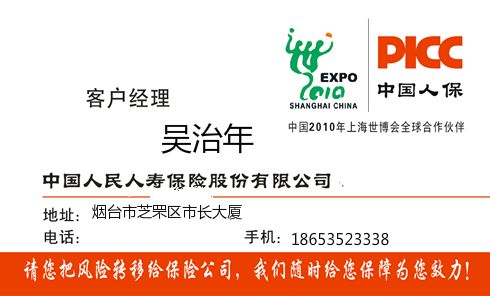 EXPO
2010
SHANGHAI CHINA
PICC
中国人保
中国2010年上海世博会全球合作伙伴
客户经理
吴治年
中国人民人寿保险股份有限公司
地址: 烟台市芝罘区市长大厦
电话: 手机: 18653523338
请您把风险转移给保险公司，我们随时给您保障为您效力！